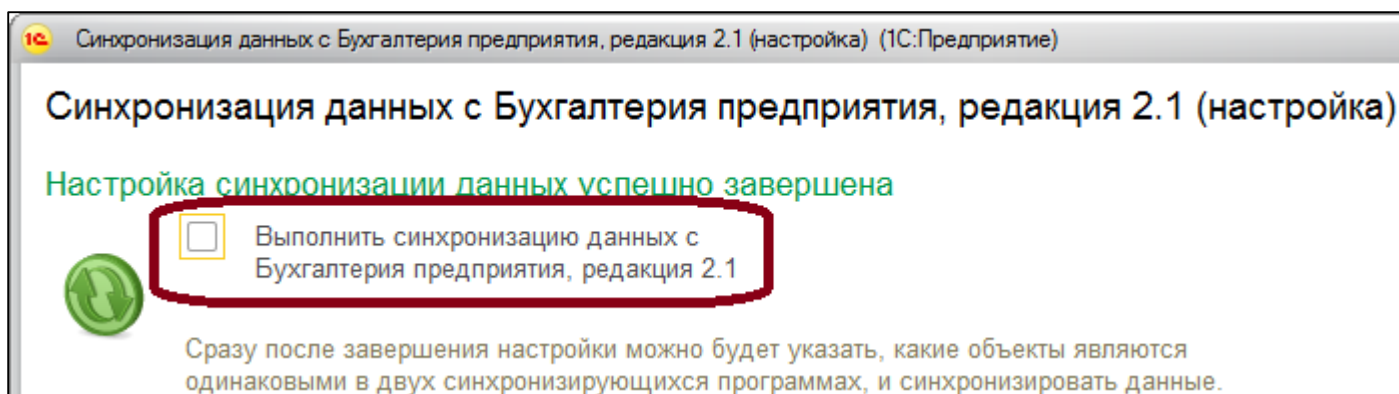 1С Синхронизация данных с Бухгалтерия предприятия, редакция 2.1 (настройка) (1С:Предприятие)
Синхронизация данных с Бухгалтерия предприятия, редакция 2.1 (настройка)
Настройка синхронизации данных успешно завершена
Выполнить синхронизацию данных с
Бухгалтерия предприятия, редакция 2.1
Сразу после завершения настройки можно будет указать, какие объекты являются
одинаковыми в двух синхронизирующихся программах, и синхронизировать данные.